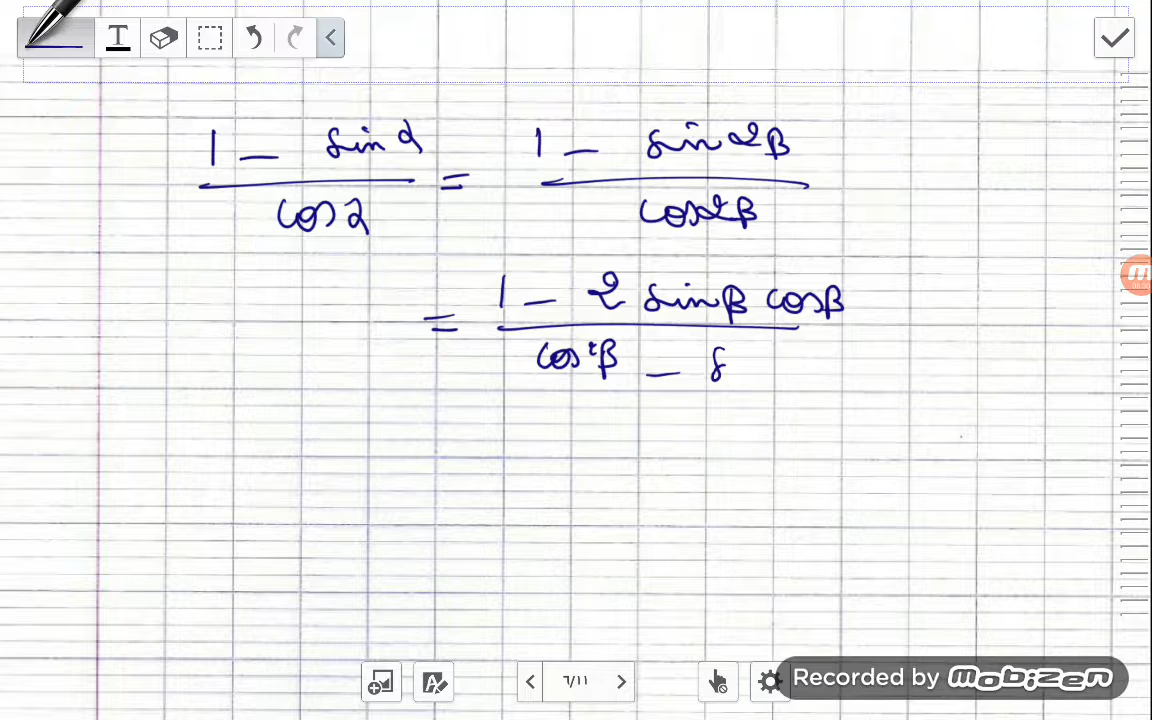 1 - sin α / cos α = 1 - sin 2β / cos 2β
= 1 - 2 sin β cos β / cos²β - s
T
7/11
Recorded by mobizen